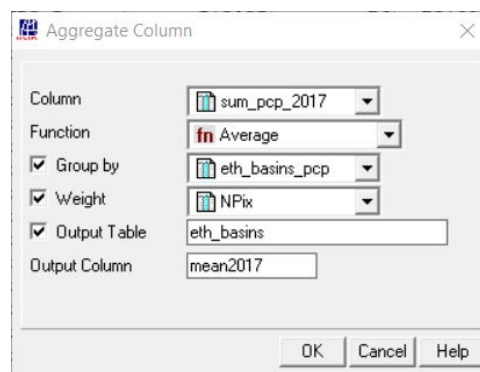 Aggregate Column
Column sum_pcp_2017
Function fn Average
Group by eth_basins_pcp
Weight NPix
Output Table eth_basins
Output Column mean2017
OK Cancel Help